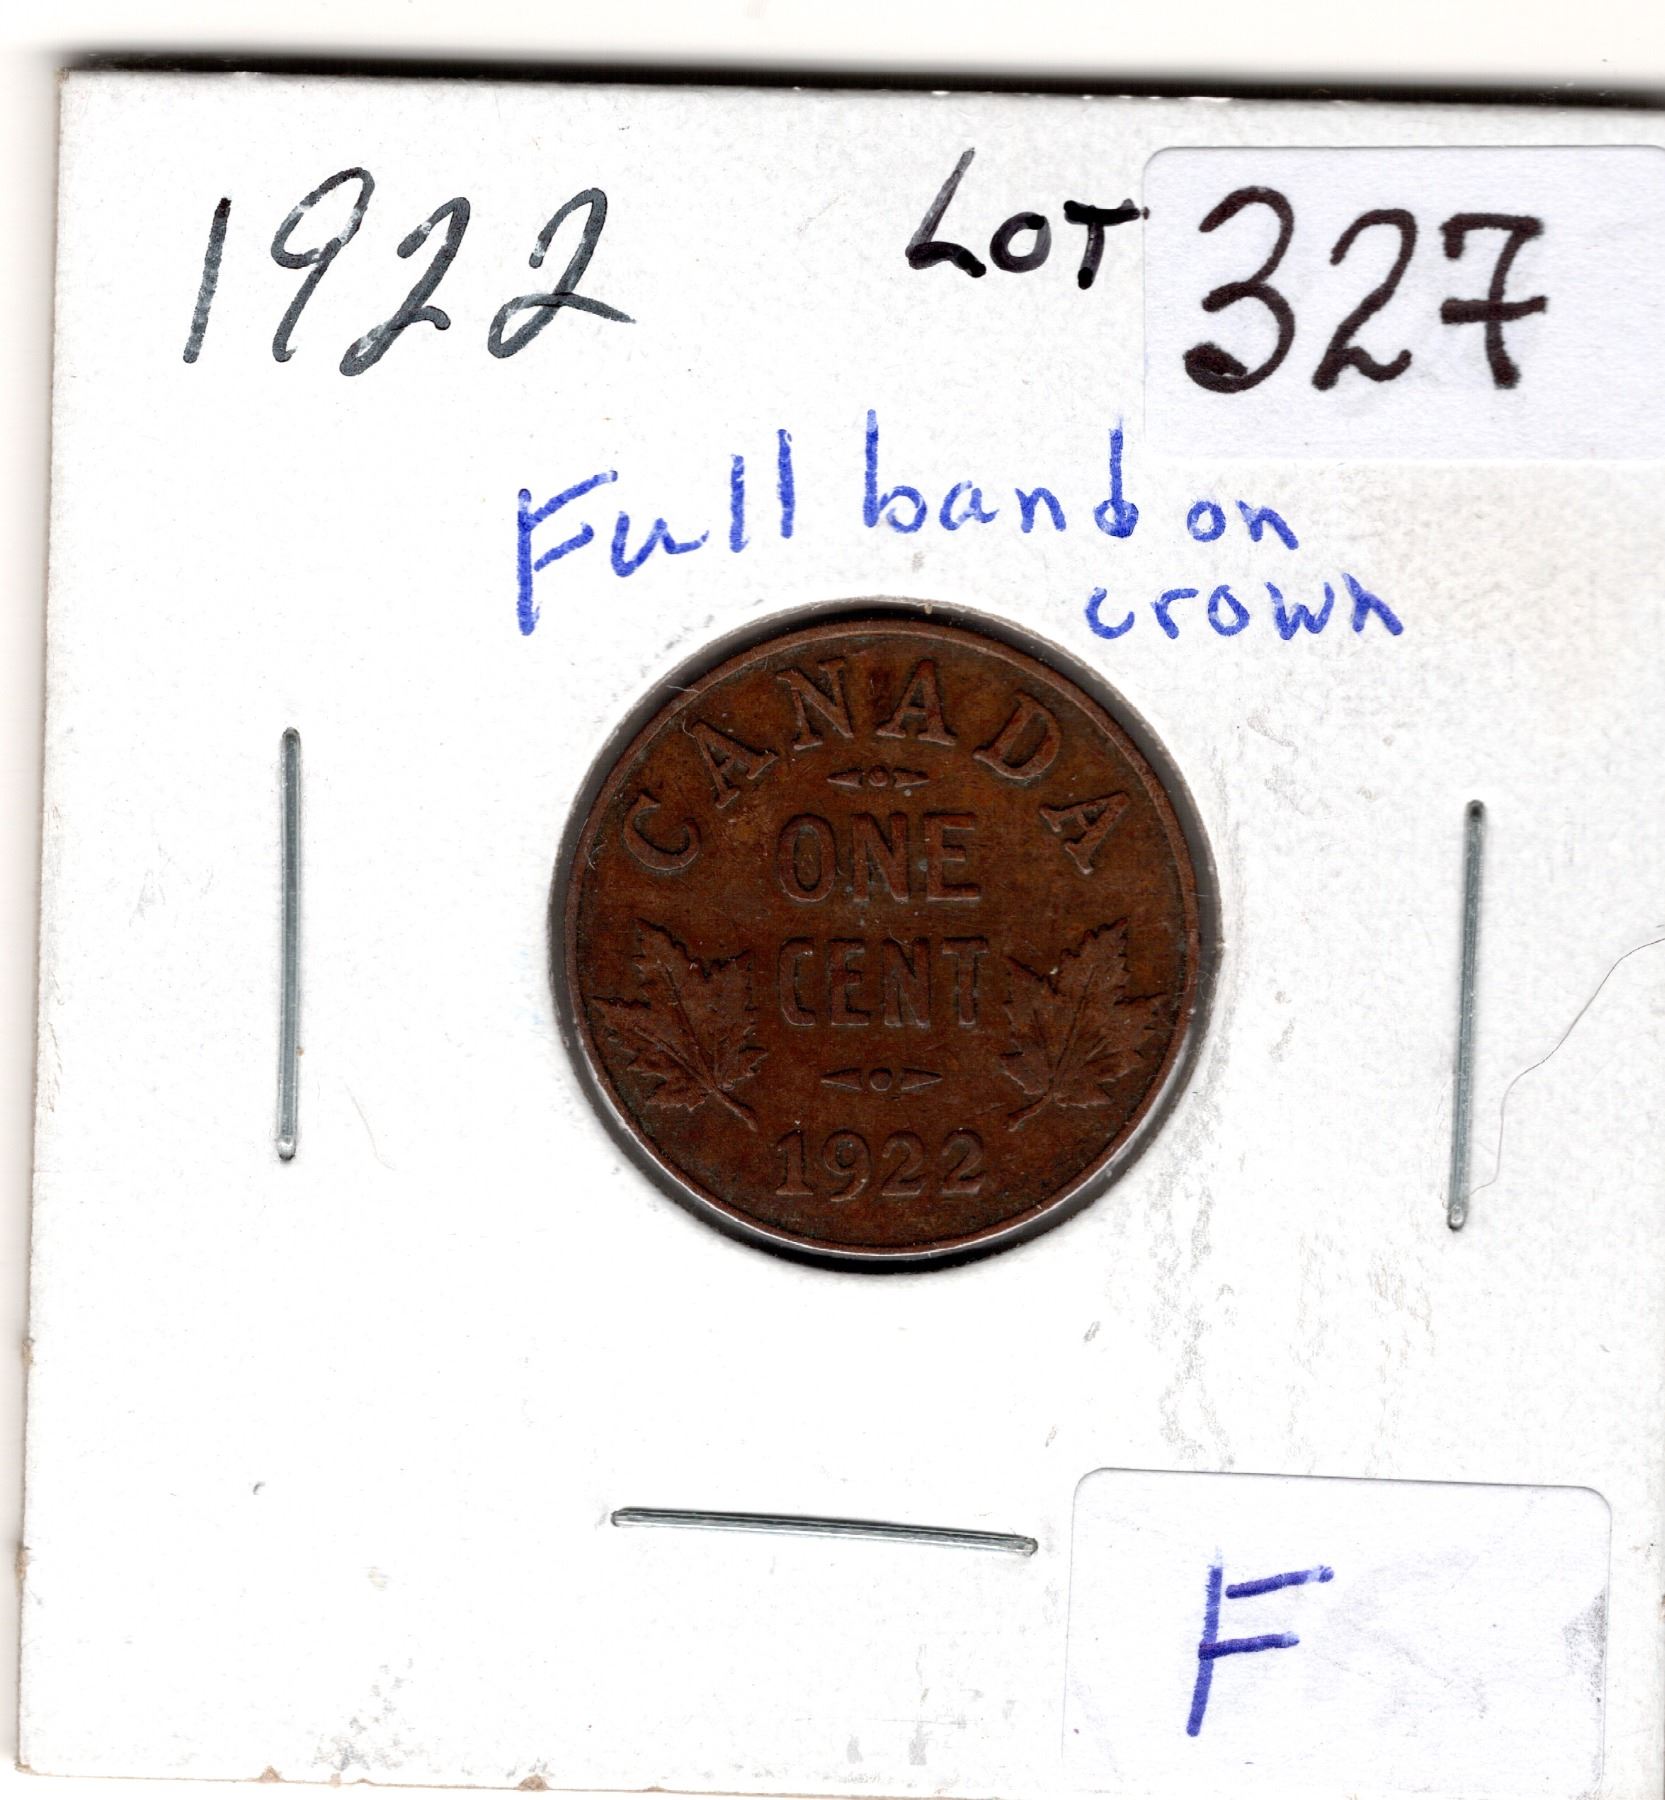 1922 LOT 327
Full band on
crown
CANADA
ONE
CENT
1922
F